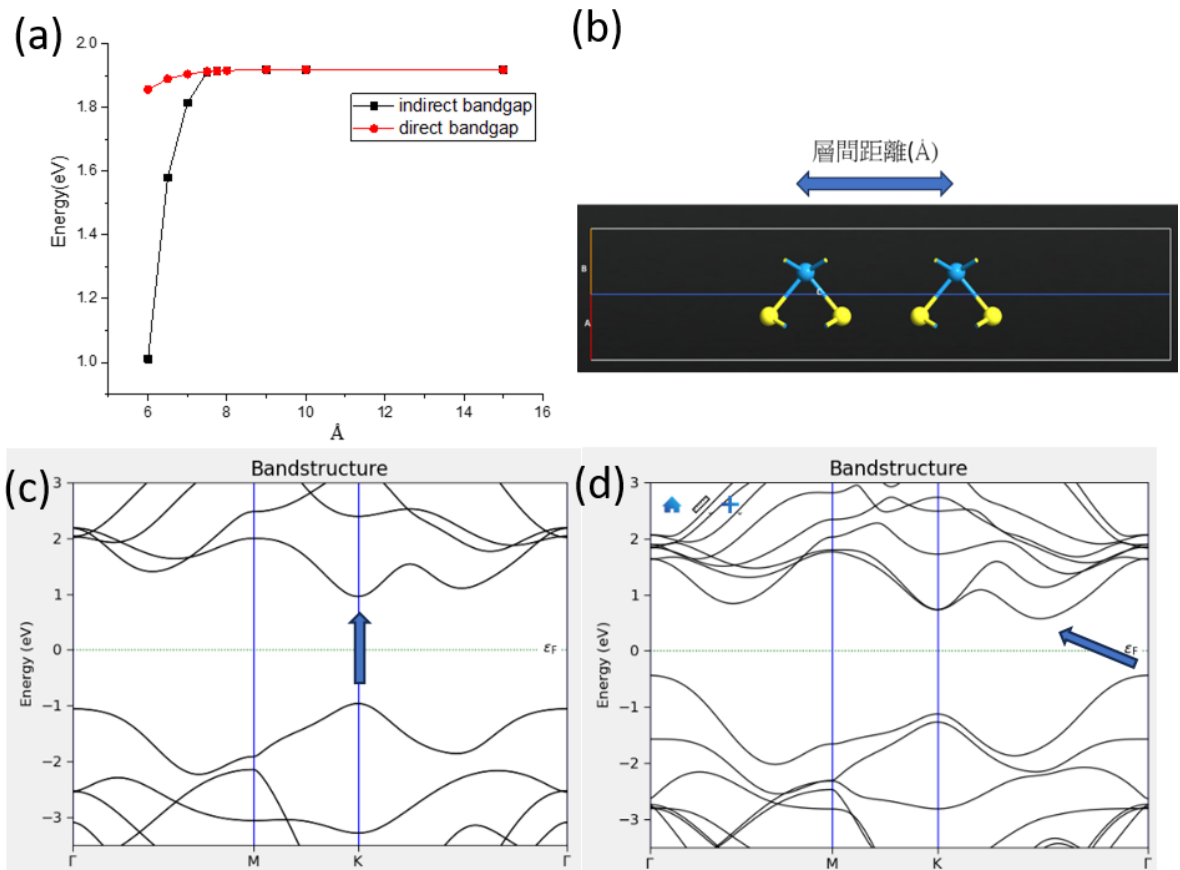 (a)
2.0
1.8
1.6
1.4
1.2
1.0
Energy(eV)
6
8
10
12
14
16
Å
indirect bandgap
direct bandgap
(b)
層間距離(Å)
B
A
C
(c)
Bandstructure
3
2
1
0
−1
−2
−3
Energy (eV)
εF
Γ
M
K
Γ
(d)
Bandstructure
3
2
1
0
−1
−2
−3
Energy (eV)
εF
Γ
M
K
Γ